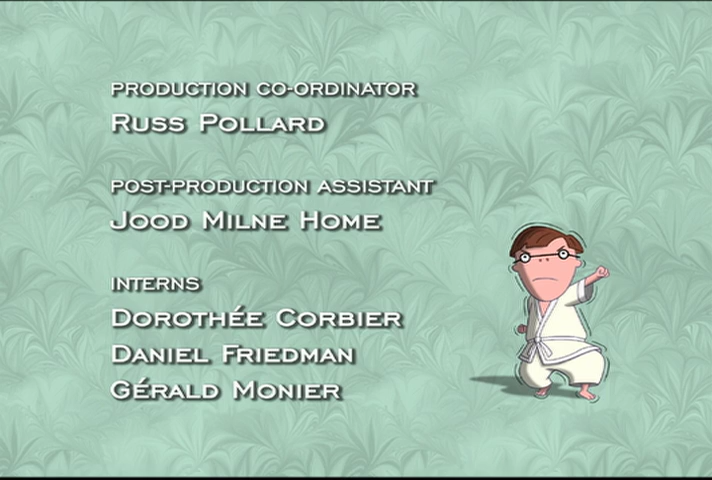 PRODUCTION CO-ORDINATOR
RUSS POLLARD
POST-PRODUCTION ASSISTANT
JOOD MILNE HOME
INTERNS
DOROTHÉE CORBIER
DANIEL FRIEDMAN
GÉRALD MONIER